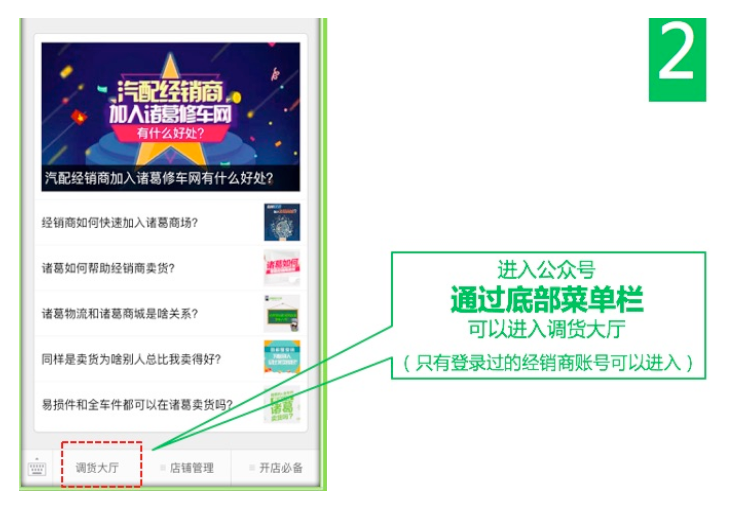 2
汽配经销商
加入诸葛修车网
有什么好处?
汽配经销商加入诸葛修车网有什么好处?
经销商如何快速加入诸葛商场?
诸葛如何帮助经销商卖货?
诸葛如何
诸葛物流和诸葛商城是啥关系?
同样是卖货为啥别人总比我卖得好?
易损件和全车件都可以在诸葛卖货吗?
诸葛
进入公众号
通过底部菜单栏
可以进入调货大厅
(只有登录过的经销商账号可以进入)
调货大厅
店铺管理
开店必备